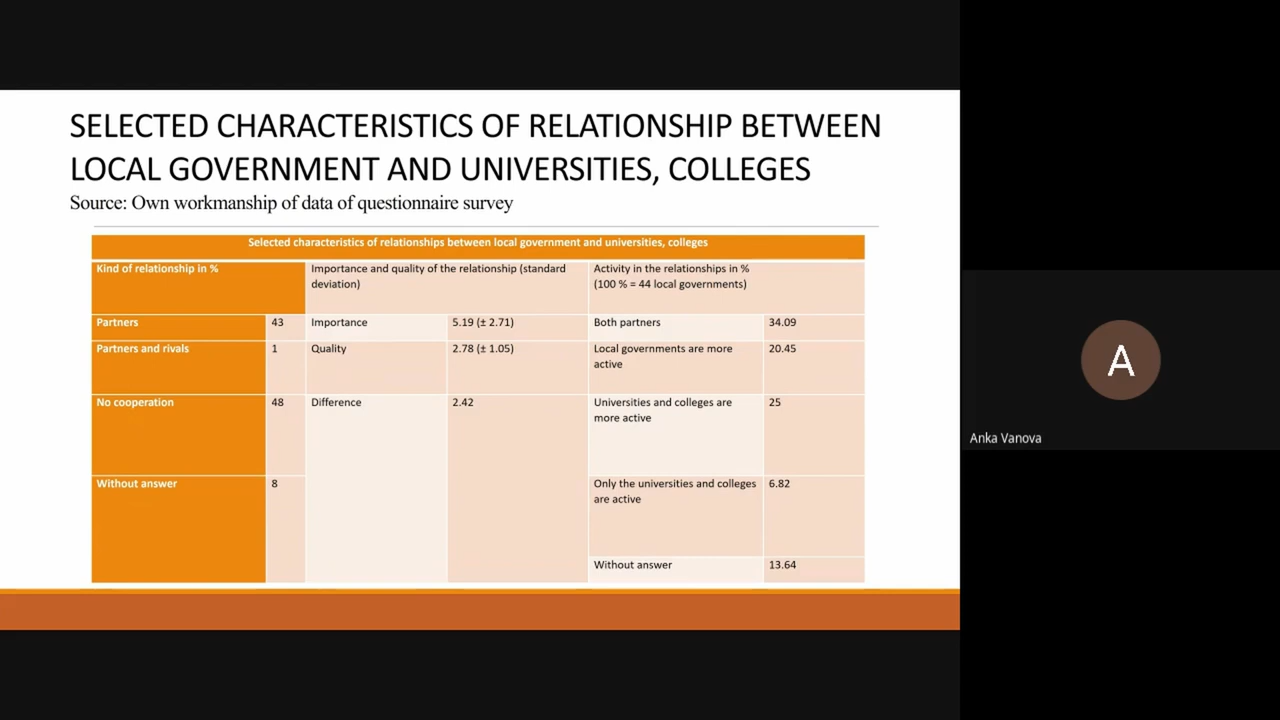 SELECTED CHARACTERISTICS OF RELATIONSHIP BETWEEN
LOCAL GOVERNMENT AND UNIVERSITIES, COLLEGES
Source: Own workmanship of data of questionnaire survey
Selected characteristics of relationships between local government and universities, colleges
Kind of relationship in %
Importance and quality of the relationship (standard
deviation)
Activity in the relationships in %
(100 % = 44 local governments)
Partners
43
Importance
5.19 (± 2.71)
Both partners
34.09
Partners and rivals
1
Quality
2.78 (± 1.05)
Local governments are more
active
20.45
No cooperation
48
Difference
2.42
Universities and colleges are
more active
25
Without answer
8
Only the universities and colleges
are active
6.82
Without answer
13.64
A
Anka Vanova